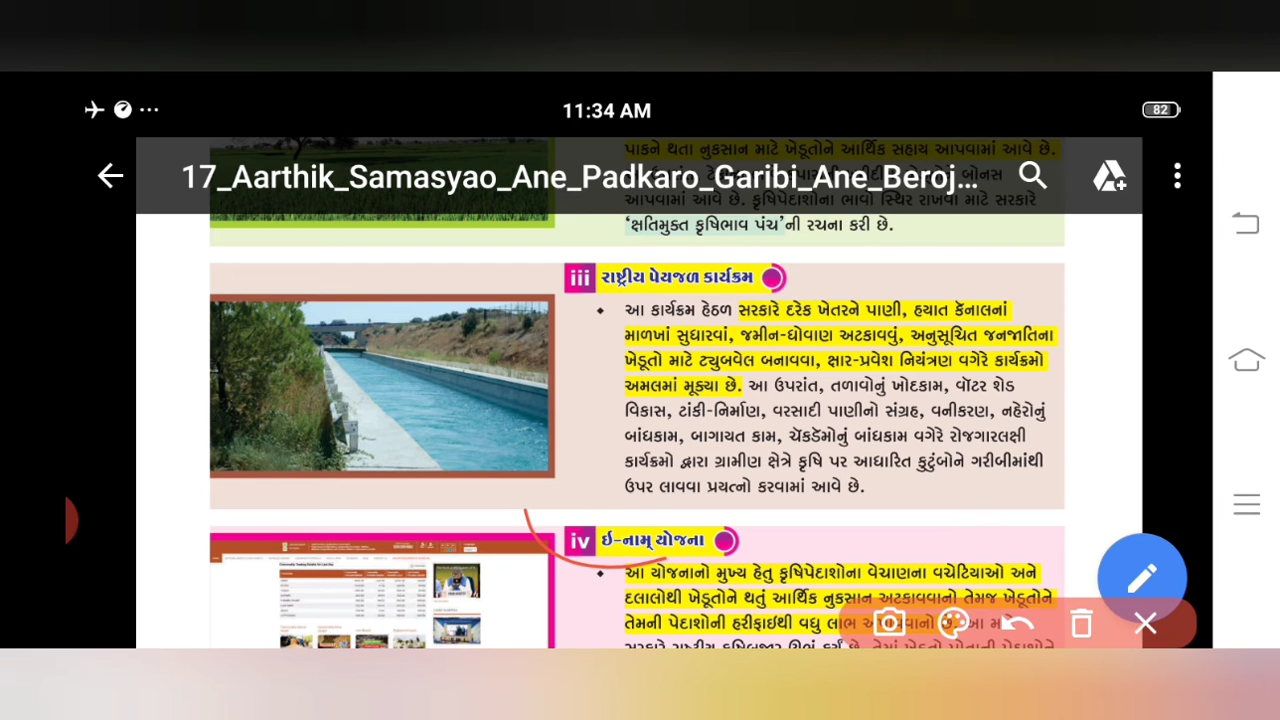 11:34 AM
82
17_Aarthik_Samasyao_Ane_Padkaro_Garibi_Ane_Beroj...
પાકને થતા નુકસાન માટે ખેડૂતોને આર્થિક સહાય આપવામાં આવે છે.
બોનસ
આપવામાં આવે છે. કૃષિપેદાશોના ભાવો સ્થિર રાખવા માટે સરકારે
‘ક્ષતિમુક્ત કૃષિભાવ પંચ’ની રચના કરી છે.
iii રાષ્ટ્રીય પેયજળ કાર્યક્રમ
◆ આ કાર્યક્રમ હેઠળ સરકારે દરેક ખેતરને પાણી, હયાત કૅનાલનાં
માળખાં સુધારવાં, જમીન-ધોવાણ અટકાવવું, અનુસૂચિત જનજાતિના
ખેડૂતો માટે ટ્યુબવેલ બનાવવા, ક્ષાર-પ્રવેશ નિયંત્રણ વગેરે કાર્યક્રમો
અમલમાં મૂક્યા છે. આ ઉપરાંત, તળાવોનું ખોદકામ, વૉટર શેડ
વિકાસ, ટાંકી-નિર્માણ, વરસાદી પાણીનો સંગ્રહ, વનીકરણ, નહેરોનું
બાંધકામ, બાગાયત કામ, ચૅકડૅમોનું બાંધકામ વગેરે રોજગારલક્ષી
કાર્યક્રમો દ્વારા ગ્રામીણ ક્ષેત્રે કૃષિ પર આધારિત કુટુંબોને ગરીબીમાંથી
ઉપર લાવવા પ્રયત્નો કરવામાં આવે છે.
iv ઇ-નામ્ યોજના
◆ આ યોજનાનો મુખ્ય હેતુ કૃષિપેદાશોના વેચાણના વચેટિયાઓ અને
દલાલોથી ખેડૂતોને થતું આર્થિક નુકસાન અટકાવવાનો તેમજ ખેડૂતોને
તેમની પેદાશોની હરીફાઈથી વધુ લાભ અપાવવાનો છે. આ